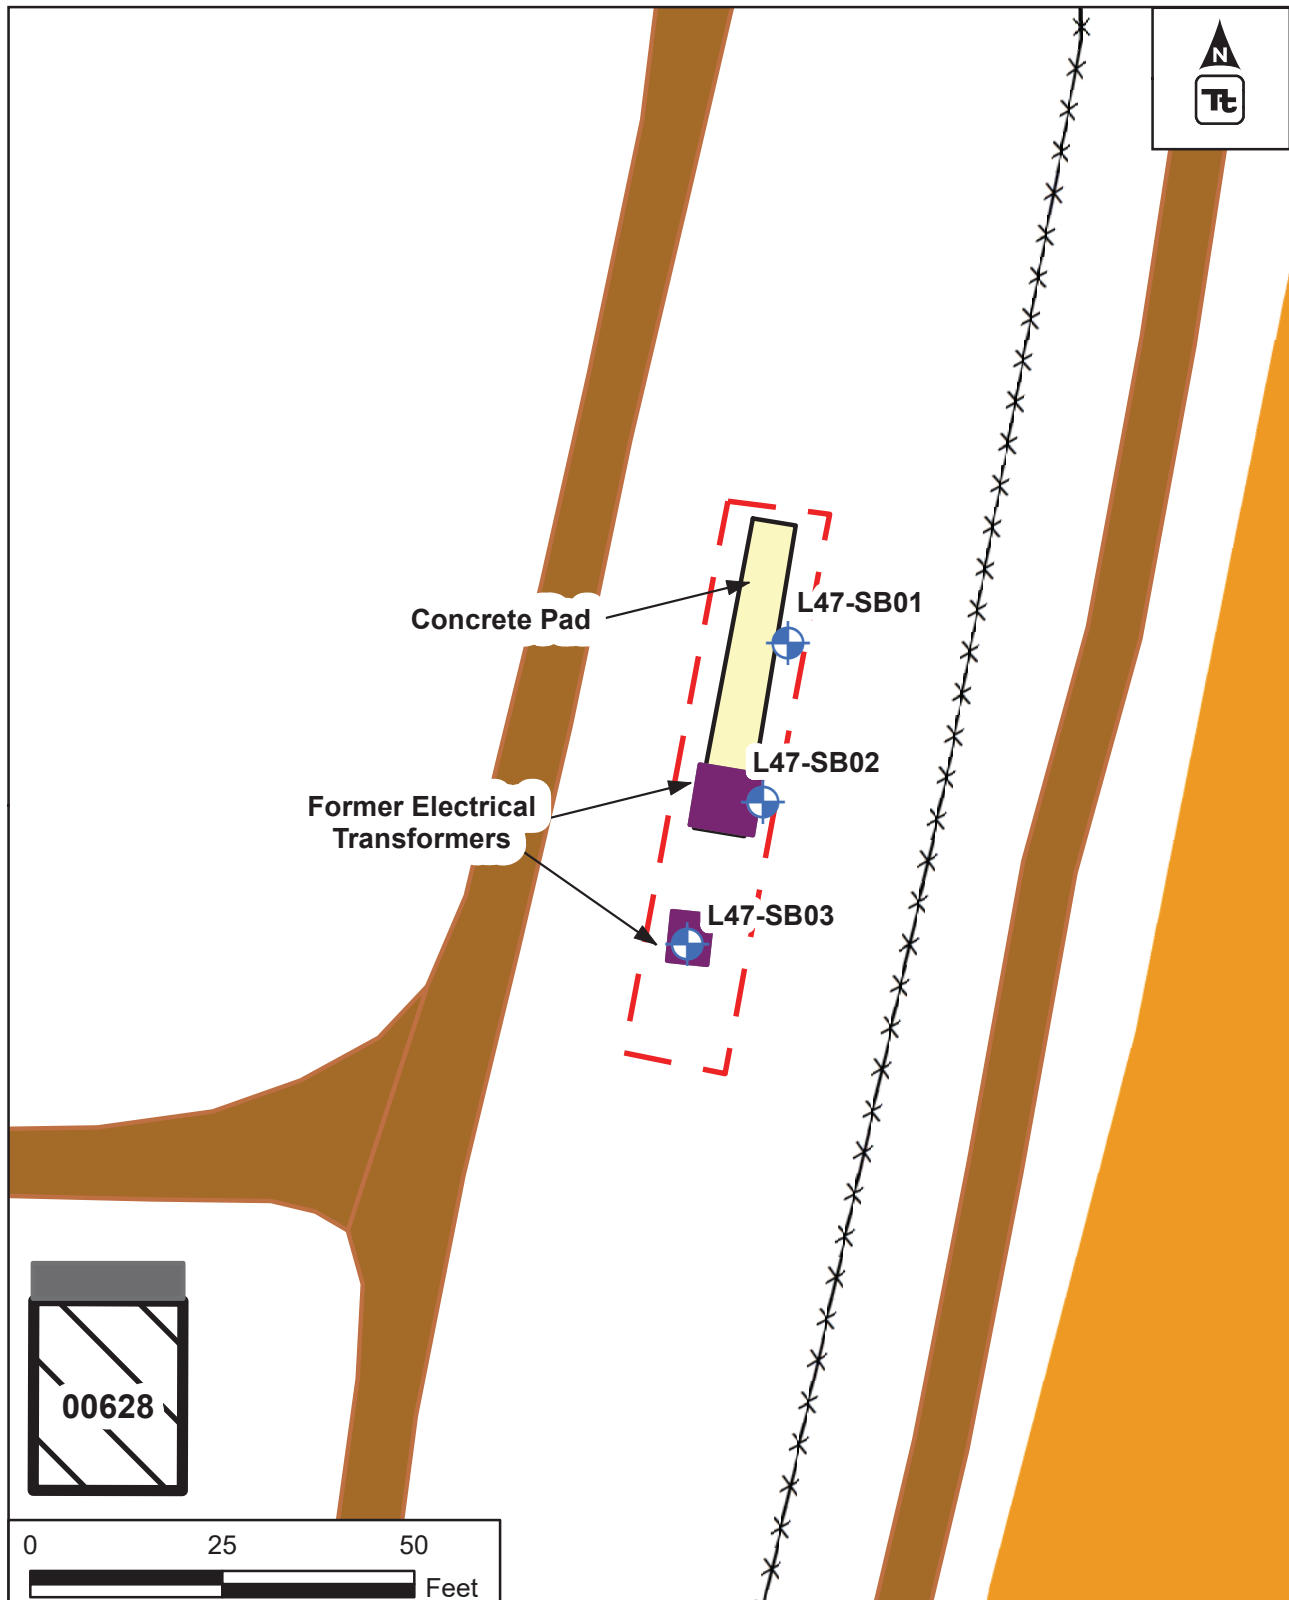 N
Tt
L47-SB01
Concrete Pad
L47-SB02
Former Electrical
Transformers
L47-SB03
00628
0 25 50
Feet